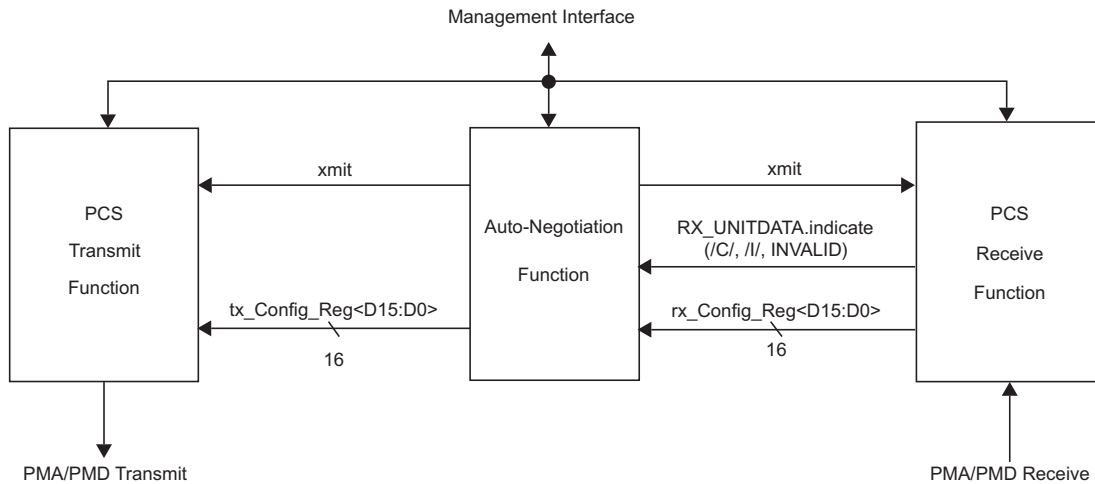 Management Interface
xmit
xmit
PCS
Transmit
Function
Auto-Negotiation
Function
RX_UNITDATA.indicate
(/C/, /I/, INVALID)
PCS
Receive
Function
tx_Config_Reg<D15:D0>
16
rx_Config_Reg<D15:D0>
16
PMA/PMD Transmit
PMA/PMD Receive